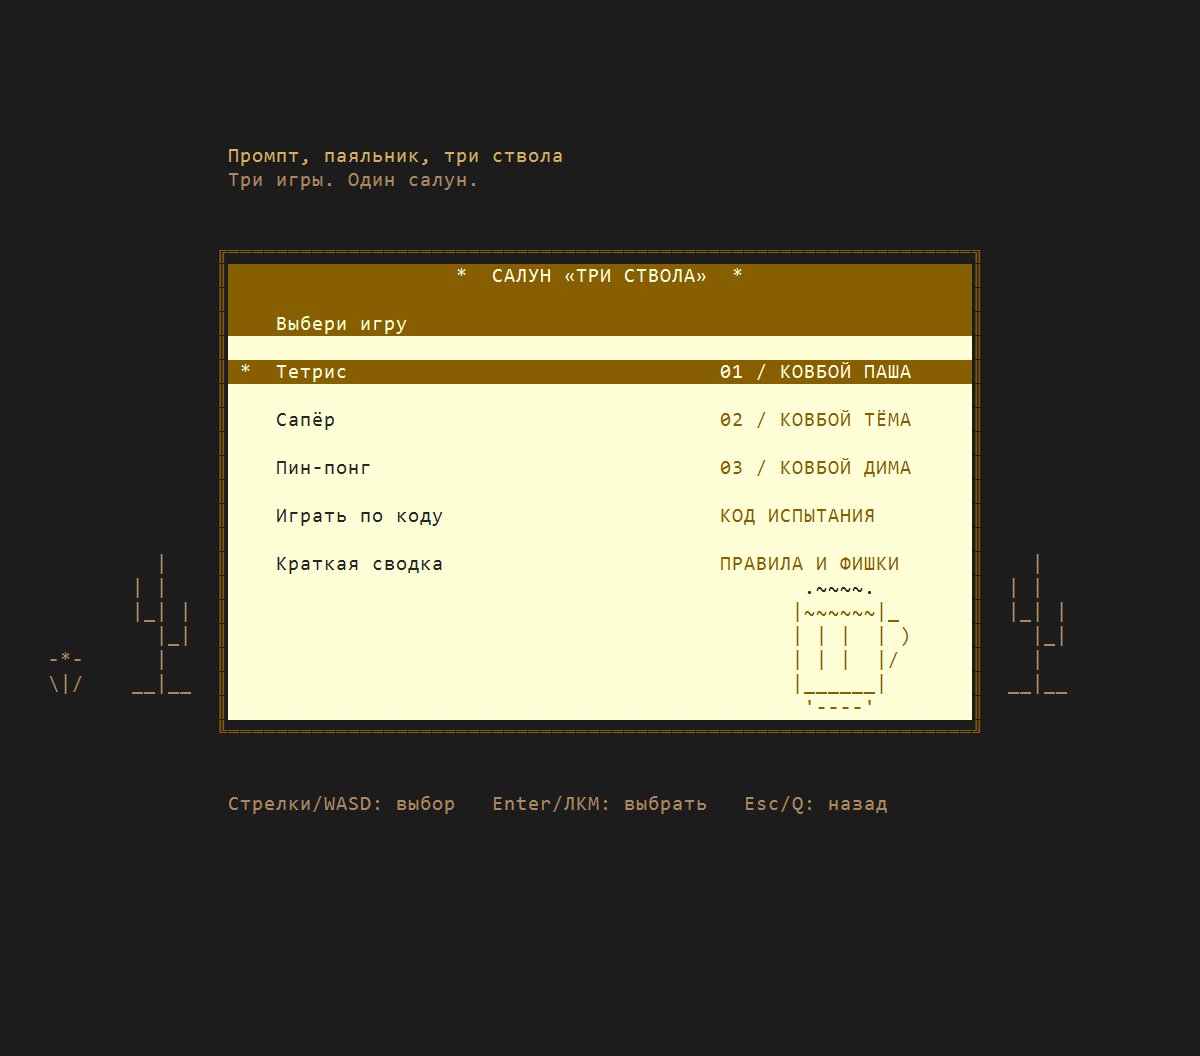 Промпт, паяльник, три ствола
Три игры. Один салун.
* САЛУН «ТРИ СТВОЛА» *
Выбери игру
* Тетрис 01 / КОВБОЙ ПАША
Сапёр 02 / КОВБОЙ ТЁМА
Пин-понг 03 / КОВБОЙ ДИМА
Играть по коду КОД ИСПЫТАНИЯ
Краткая сводка ПРАВИЛА И ФИШКИ
Стрелки/WASD: выбор Enter/ЛКМ: выбрать Esc/Q: назад